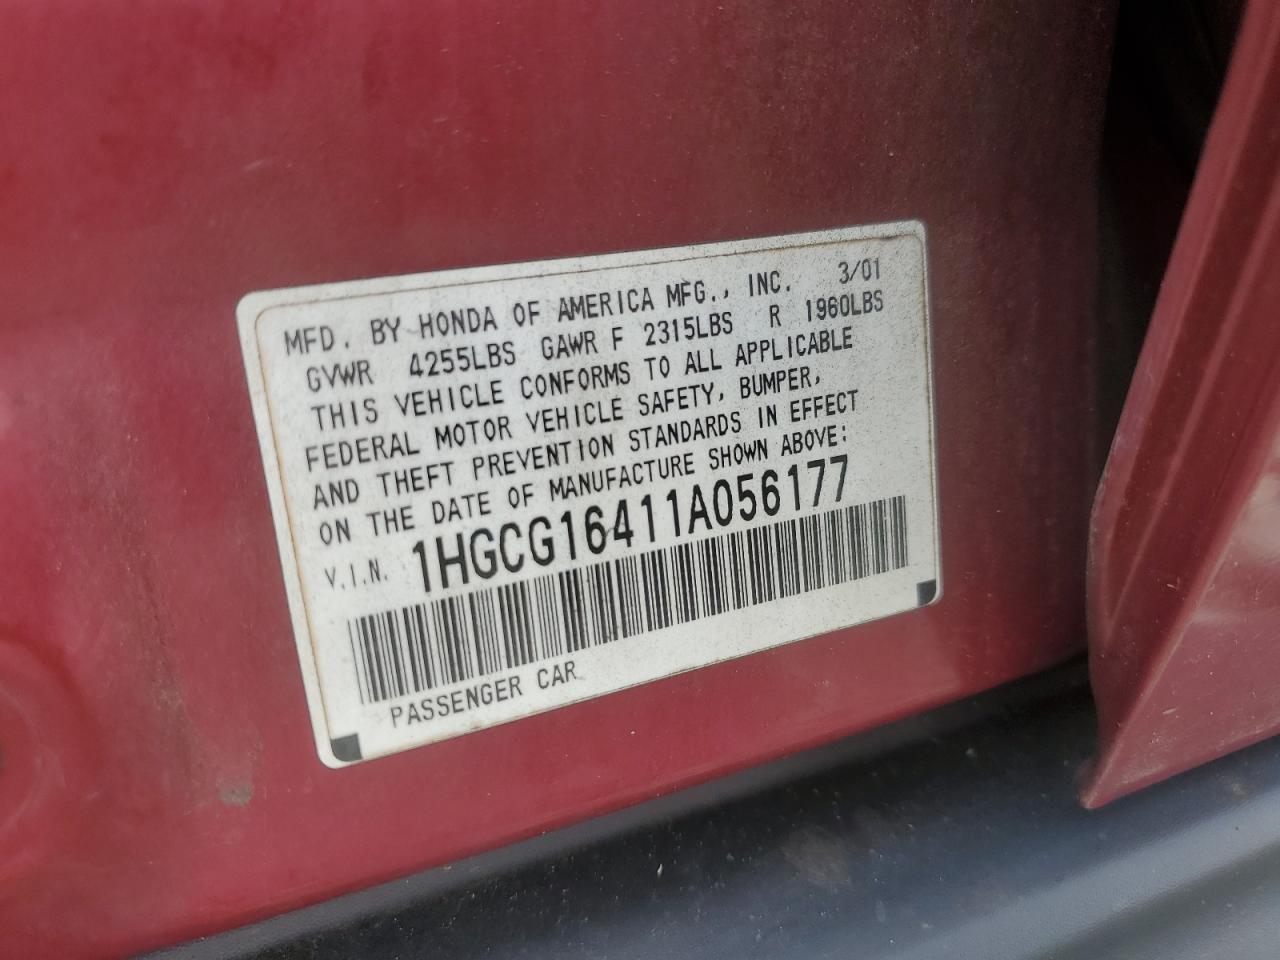 MFD. BY HONDA OF AMERICA MFG., INC. 3/01
GVWR 4255LBS GAWR F 2315LBS R 1960LBS
THIS VEHICLE CONFORMS TO ALL APPLICABLE
FEDERAL MOTOR VEHICLE SAFETY, BUMPER,
AND THEFT PREVENTION STANDARDS IN EFFECT
ON THE DATE OF MANUFACTURE SHOWN ABOVE:
V.I.N. 1HGCG16411A056177
PASSENGER CAR